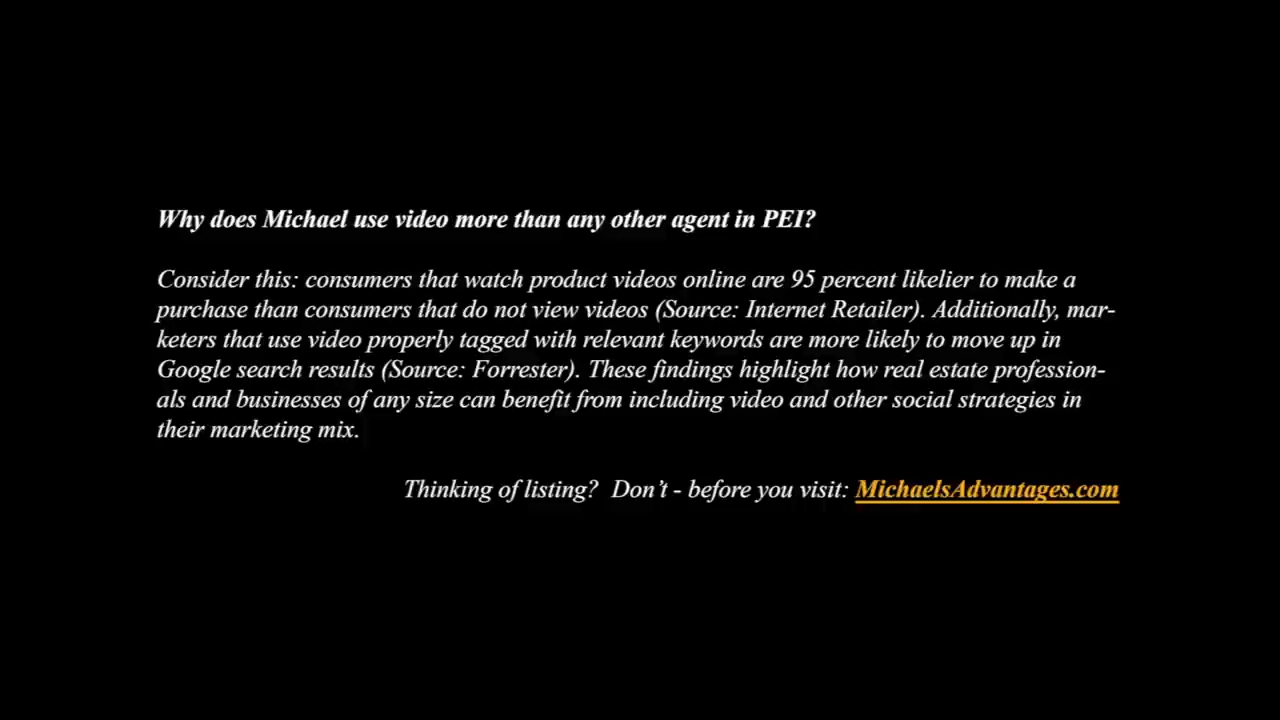 Why does Michael use video more than any other agent in PEI?
Consider this: consumers that watch product videos online are 95 percent likelier to make a
purchase than consumers that do not view videos (Source: Internet Retailer). Additionally, mar-
keters that use video properly tagged with relevant keywords are more likely to move up in
Google search results (Source: Forrester). These findings highlight how real estate profession-
als and businesses of any size can benefit from including video and other social strategies in
their marketing mix.
Thinking of listing?  Don’t - before you visit: MichaelsAdvantages.com